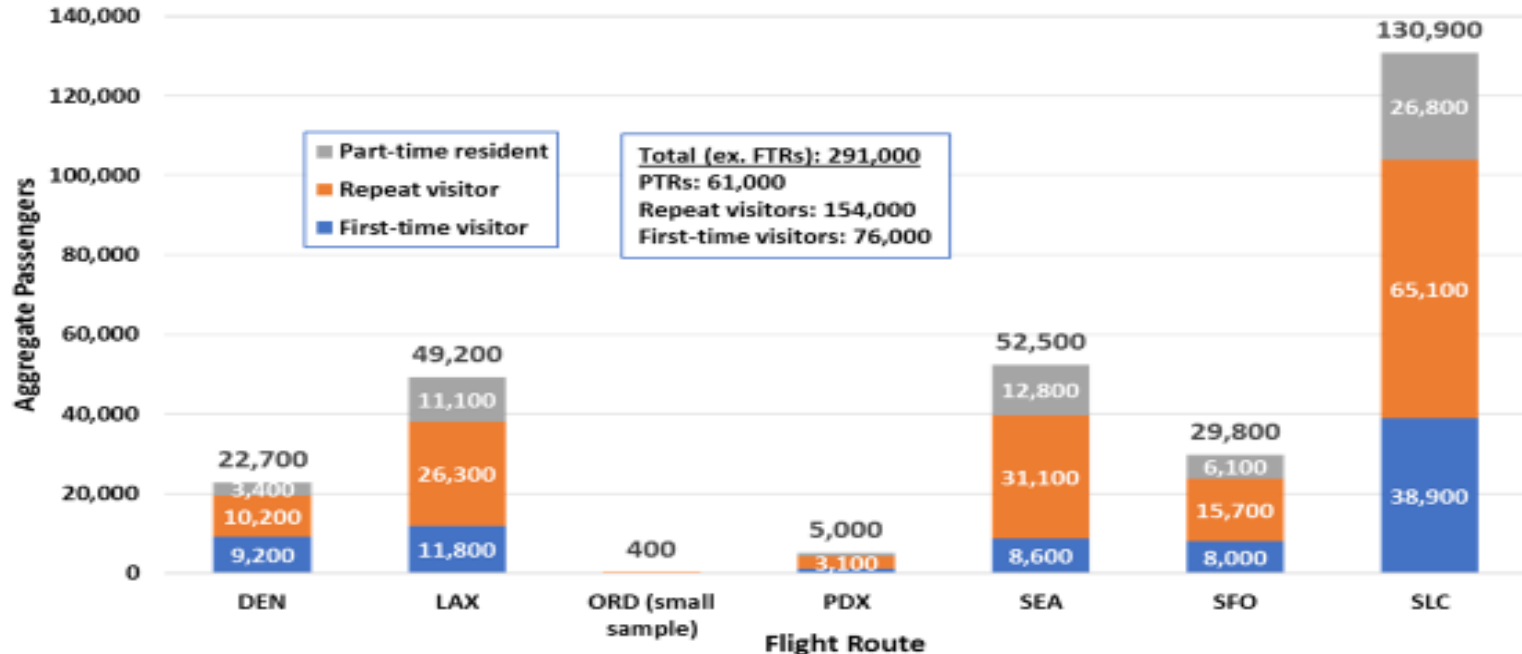 140,000
120,000
100,000
80,000
60,000
40,000
20,000
0
Aggregate Passengers
Part-time resident
Repeat visitor
First-time visitor
Total (ex. FTRs): 291,000
PTRs: 61,000
Repeat visitors: 154,000
First-time visitors: 76,000
22,700
3,400
10,200
9,200
49,200
11,100
26,300
11,800
400
5,000
3,100
52,500
12,800
31,100
8,600
29,800
6,100
15,700
8,000
130,900
26,800
65,100
38,900
DEN
LAX
ORD (small
sample)
PDX
SEA
SFO
SLC
Flight Route